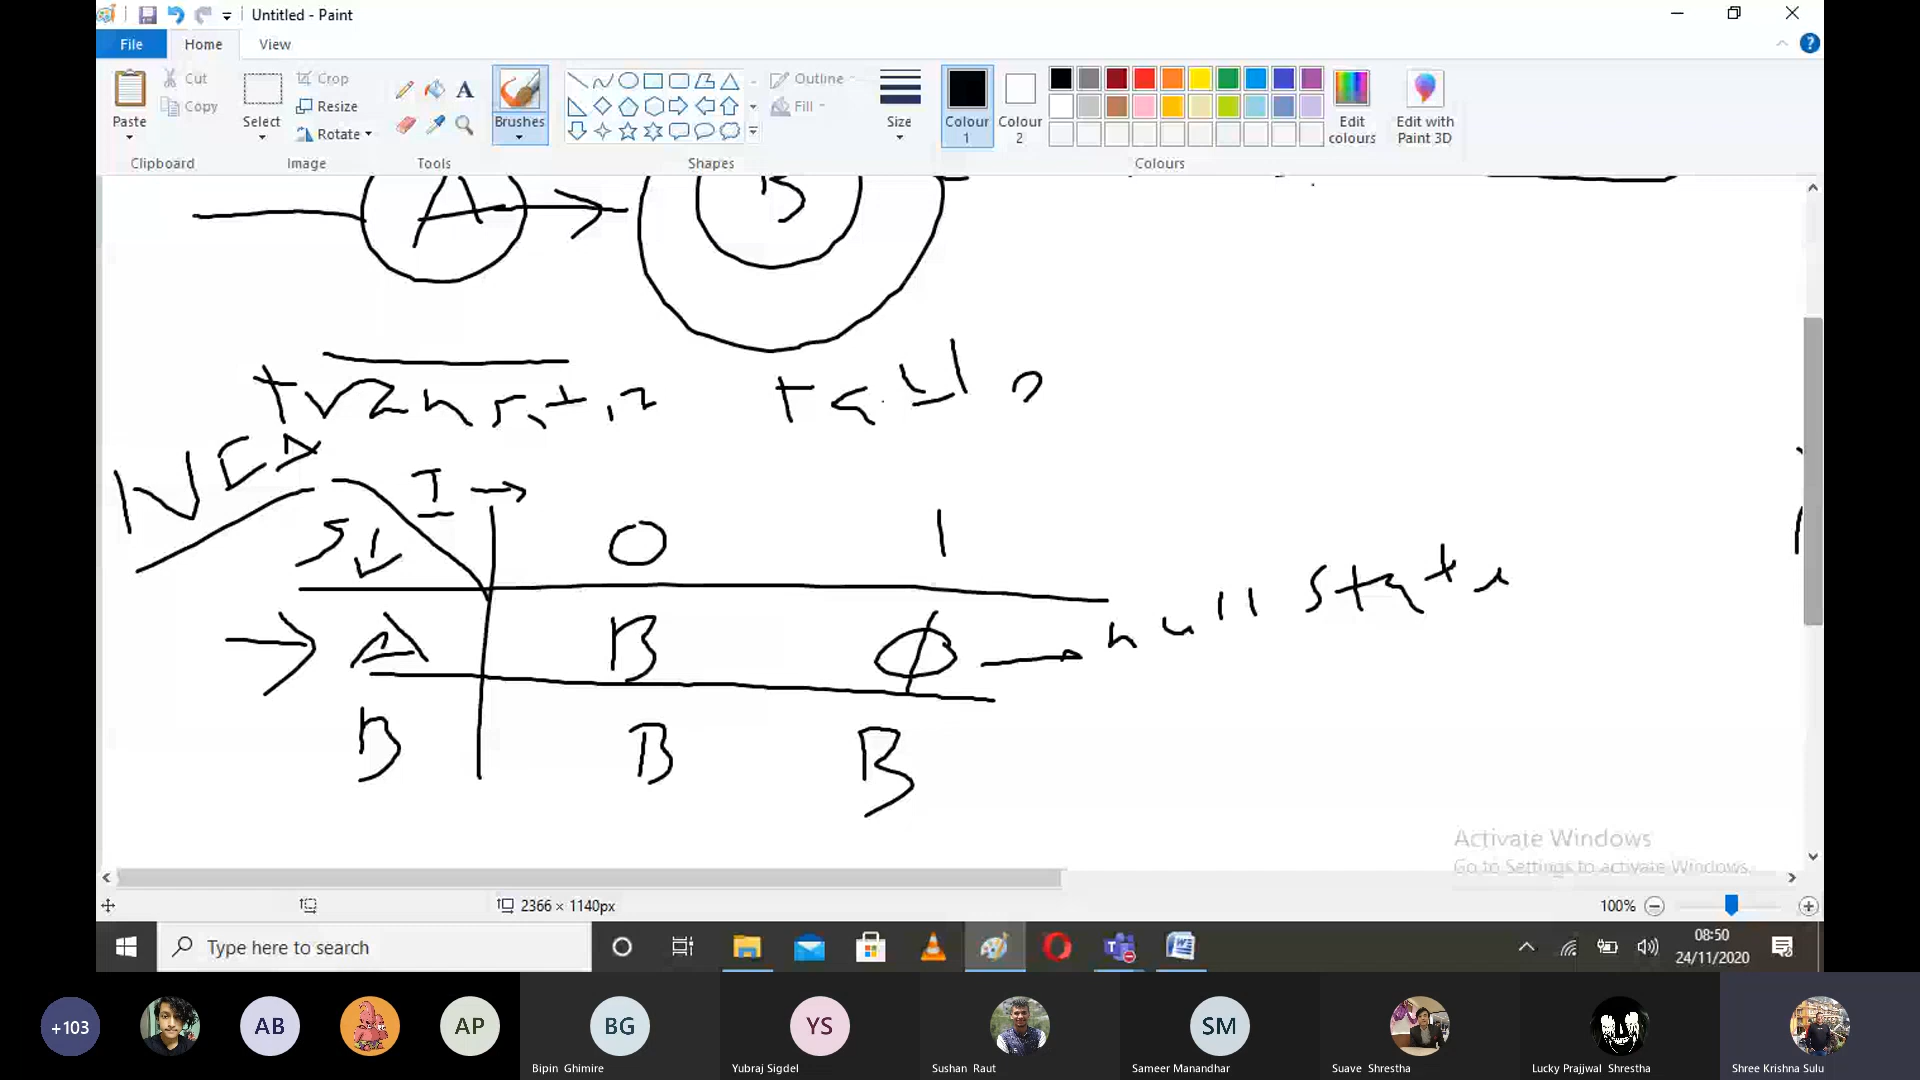 Untitled - Paint
File Home View
Paste
Cut
Copy
Clipboard
Select
Crop
Resize
Rotate
Image
A
Tools
Brushes
Outline
Fill
Shapes
Size
Colour 1
Colour 2
Edit colours
Edit with Paint 3D
Colours
A B
NFA
I →
S ↓ 0 1
→ A B ϕ → null state
B B B
Activate Windows
Go to Settings to activate Windows.
2366 × 1140px
100%
Type here to search
08:50
24/11/2020
+103 AB AP BG YS SM
Bipin Ghimire Yubraj Sigdel Sushan Raut Sameer Manandhar Suave Shrestha Lucky Prajjwal Shrestha Shree Krishna Sulu